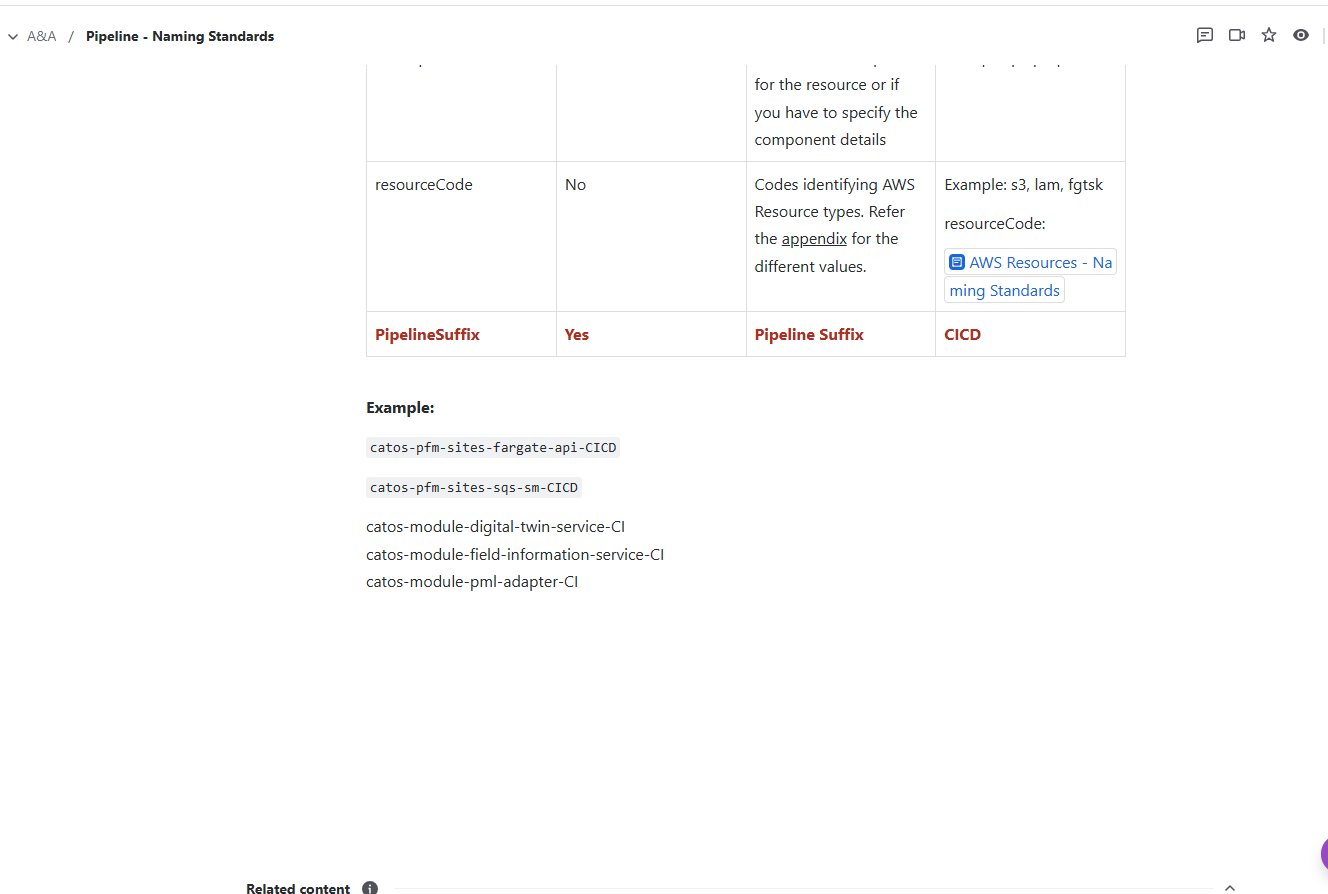 A&A / Pipeline - Naming Standards
for the resource or if
you have to specify the
component details
resourceCode
No
Codes identifying AWS
Resource types. Refer
the appendix for the
different values.
Example: s3, lam, fgtsk
resourceCode:
AWS Resources - Na
ming Standards
PipelineSuffix
Yes
Pipeline Suffix
CICD
Example:
catos-pfm-sites-fargate-api-CICD
catos-pfm-sites-sqs-sm-CICD
catos-module-digital-twin-service-CI
catos-module-field-information-service-CI
catos-module-pml-adapter-CI
Related content